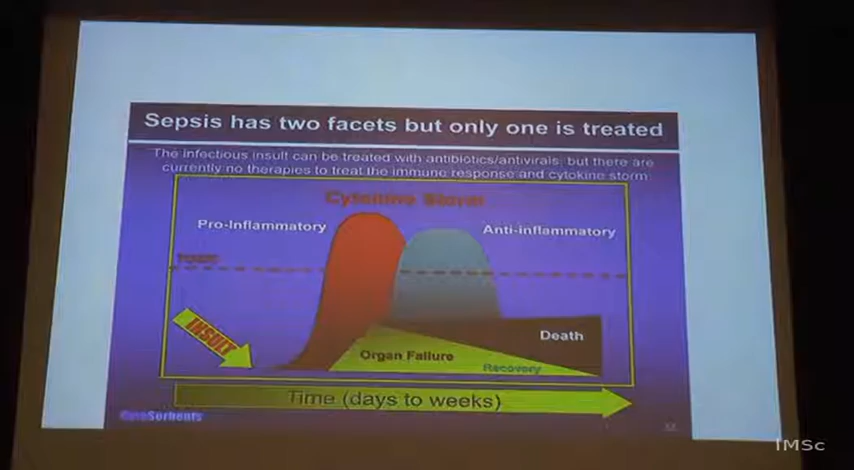 Sepsis has two facets but only one is treated
The infectious insult can be treated with antibiotics/antivirals, but there are
currently no therapies to treat the immune response and cytokine storm
Cytokine Storm
Pro-Inflammatory
Anti-inflammatory
TOXIC
INSULT
Death
Organ Failure
Recovery
Time (days to weeks)
CytoSorbents
IMSc